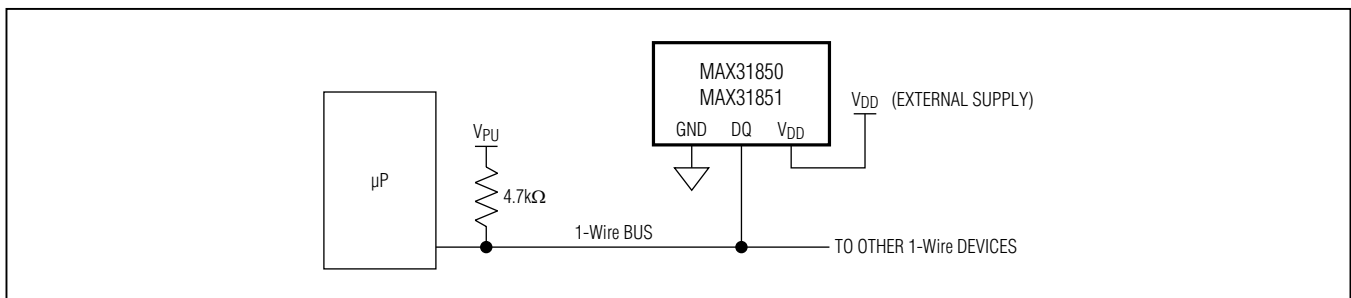 MAX31850
MAX31851
GND DQ VDD
VDD (EXTERNAL SUPPLY)
VPU
µP
4.7kΩ
1-Wire BUS
TO OTHER 1-Wire DEVICES